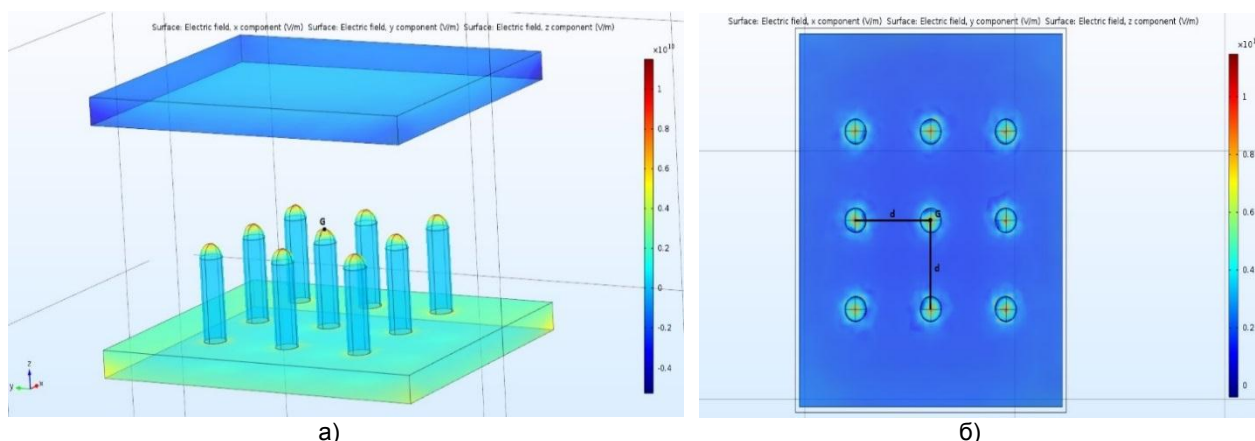 Surface: Electric field, x component (V/m) Surface: Electric field, y component (V/m) Surface: Electric field, z component (V/m)
×10¹⁰
1
0.8
0.6
0.4
0.2
0
-0.2
-0.4
G
z
y
x
а)
Surface: Electric field, x component (V/m) Surface: Electric field, y component (V/m) Surface: Electric field, z component (V/m)
×10¹
1
0.8
0.6
0.4
0.2
0
d
G
d
б)